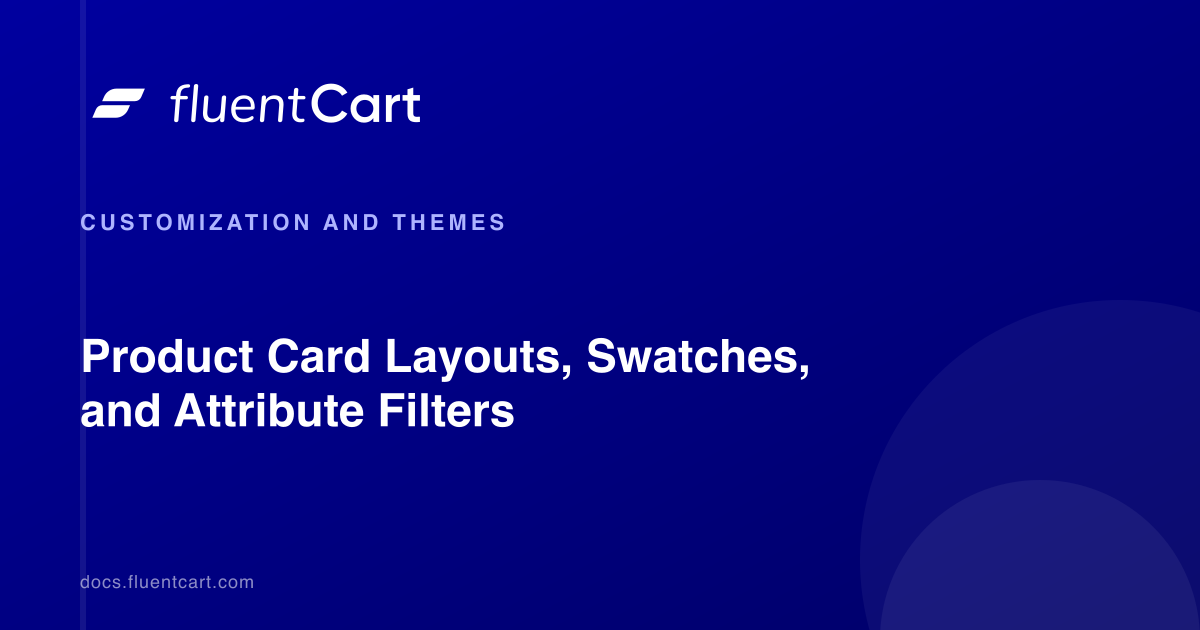 fluentCart
CUSTOMIZATION AND THEMES
Product Card Layouts, Swatches,
and Attribute Filters
docs.fluentcart.com